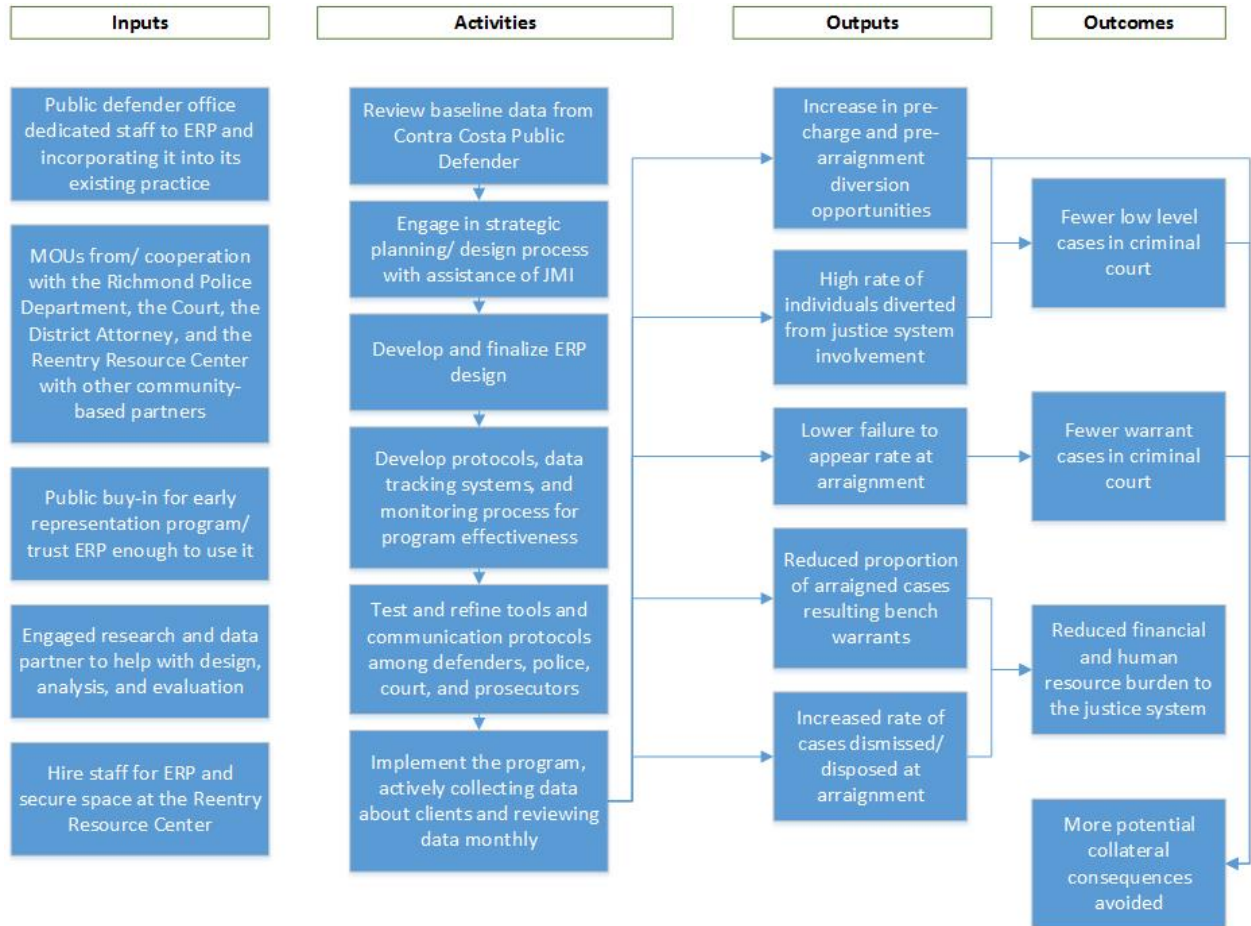 Inputs
Activities
Outputs
Outcomes
Public defender office
dedicated staff to ERP and
incorporating it into its
existing practice
MOUs from/ cooperation
with the Richmond Police
Department, the Court, the
District Attorney, and the
Reentry Resource Center
with other community-
based partners
Public buy-in for early
representation program/
trust ERP enough to use it
Engaged research and data
partner to help with design,
analysis, and evaluation
Hire staff for ERP and
secure space at the Reentry
Resource Center
Review baseline data from
Contra Costa Public
Defender
Engage in strategic
planning/ design process
with assistance of JMI
Develop and finalize ERP
design
Develop protocols, data
tracking systems, and
monitoring process for
program effectiveness
Test and refine tools and
communication protocols
among defenders, police,
court, and prosecutors
Implement the program,
actively collecting data
about clients and reviewing
data monthly
Increase in pre-
charge and pre-
arraignment
diversion
opportunities
High rate of
individuals diverted
from justice system
involvement
Lower failure to
appear rate at
arraignment
Reduced proportion
of arraigned cases
resulting bench
warrants
Increased rate of
cases dismissed/
disposed at
arraignment
Fewer low level
cases in criminal
court
Fewer warrant
cases in criminal
court
Reduced financial
and human
resource burden to
the justice system
More potential
collateral
consequences
avoided